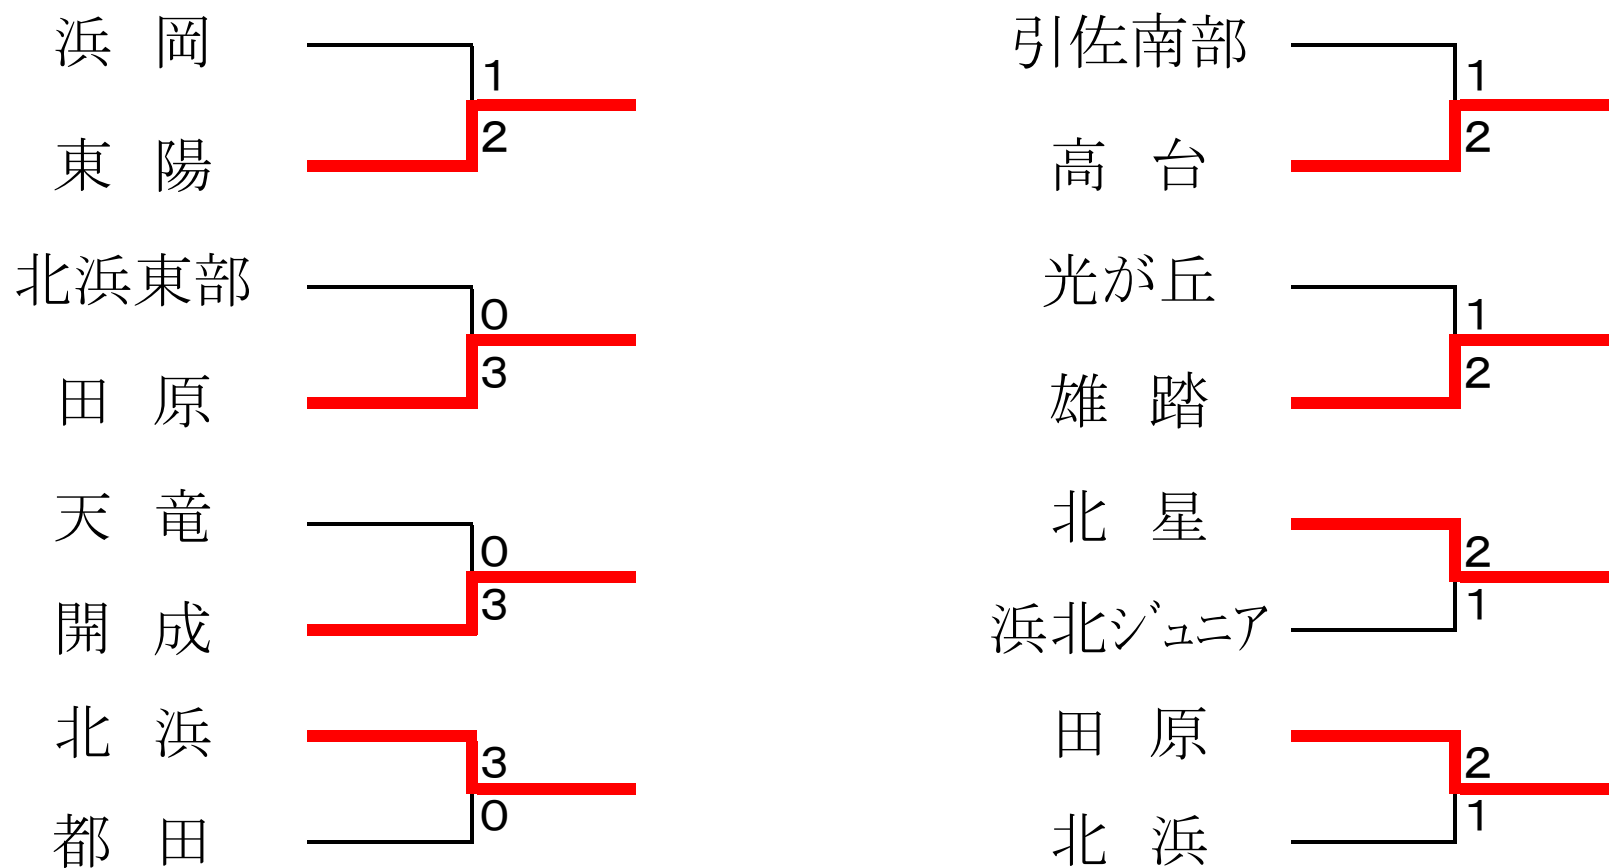 浜 岡
1
2
東 陽
北浜東部
0
3
田 原
天 竜
0
3
開 成
北 浜
3
0
都 田
引佐南部
1
2
高 台
光が丘
1
2
雄 踏
北 星
2
1
浜北ジュニア
田 原
2
1
北 浜